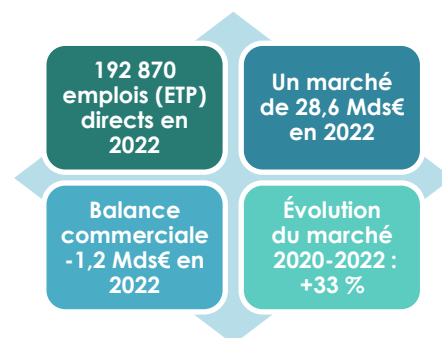 192 870
emplois (ETP)
directs en
2022
Un marché
de 28,6 Mds€
en 2022
Balance
commerciale
-1,2 Mds€ en
2022
Évolution
du marché
2020-2022 :
+33 %